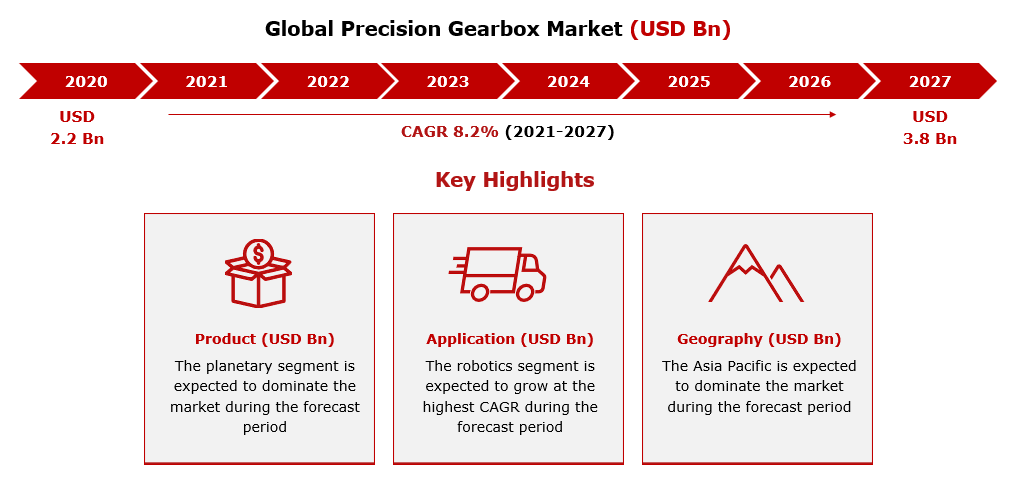 Global Precision Gearbox Market (USD Bn)
2020 2021 2022 2023 2024 2025 2026 2027
USD
2.2 Bn
CAGR 8.2% (2021-2027)
USD
3.8 Bn
Key Highlights
$
Product (USD Bn)
The planetary segment is
expected to dominate the
market during the forecast
period
Application (USD Bn)
The robotics segment is
expected to grow at the
highest CAGR during the
forecast period
Geography (USD Bn)
The Asia Pacific is expected
to dominate the market
during the forecast period